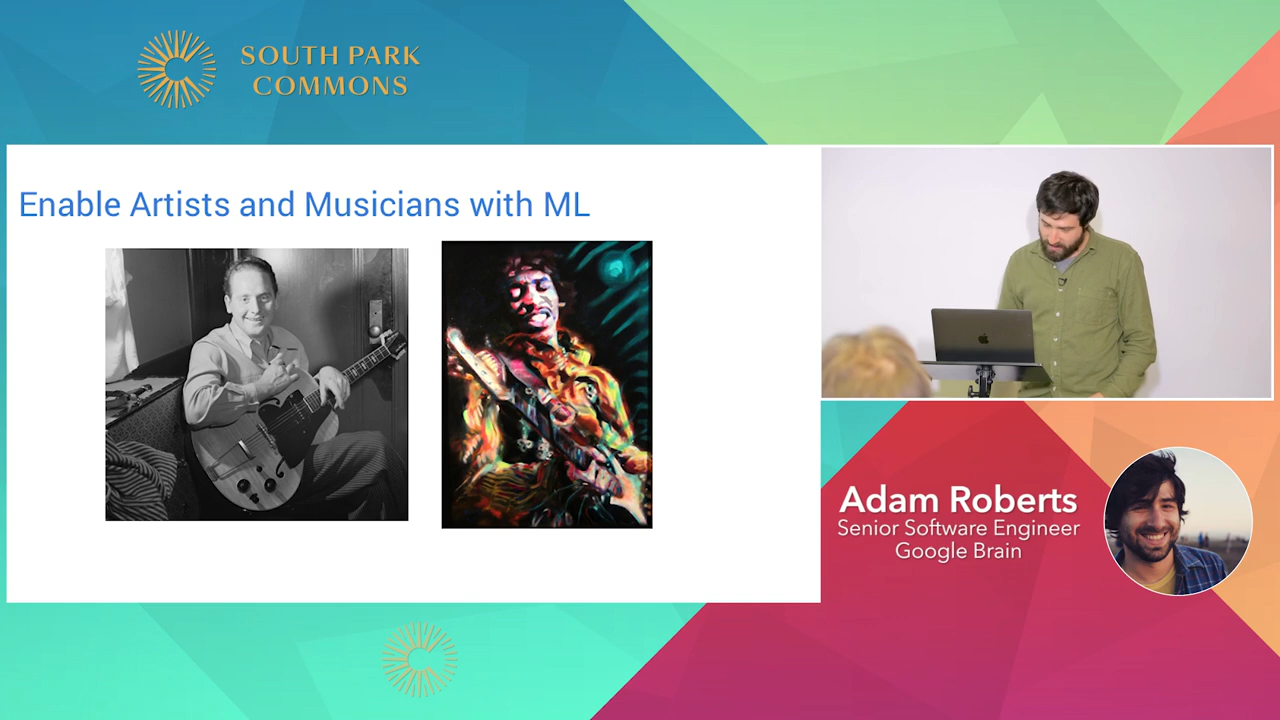 SOUTH PARK
COMMONS
Enable Artists and Musicians with ML
Adam Roberts
Senior Software Engineer
Google Brain